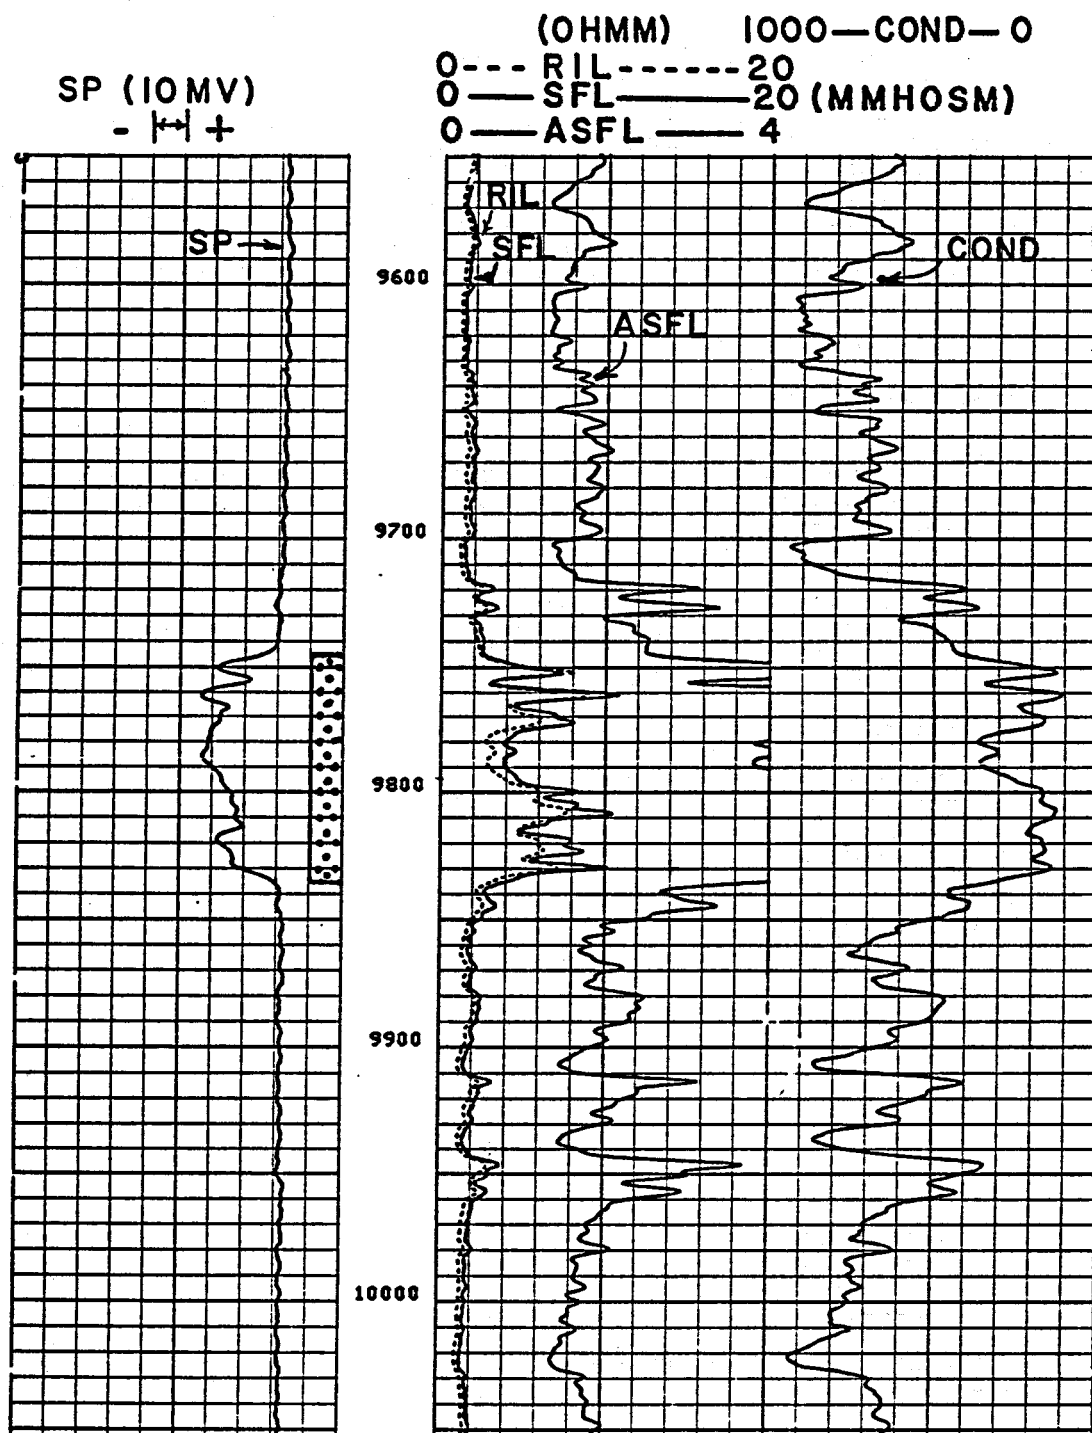 (OHMM) 1000—COND—0
0--- RIL-------20
SP (10MV) 0 —— SFL———20 (MMHOSM)
- +
0 —— ASFL —— 4
RIL
SP
SFL
COND
9600
ASFL
9700
9800
9900
10000